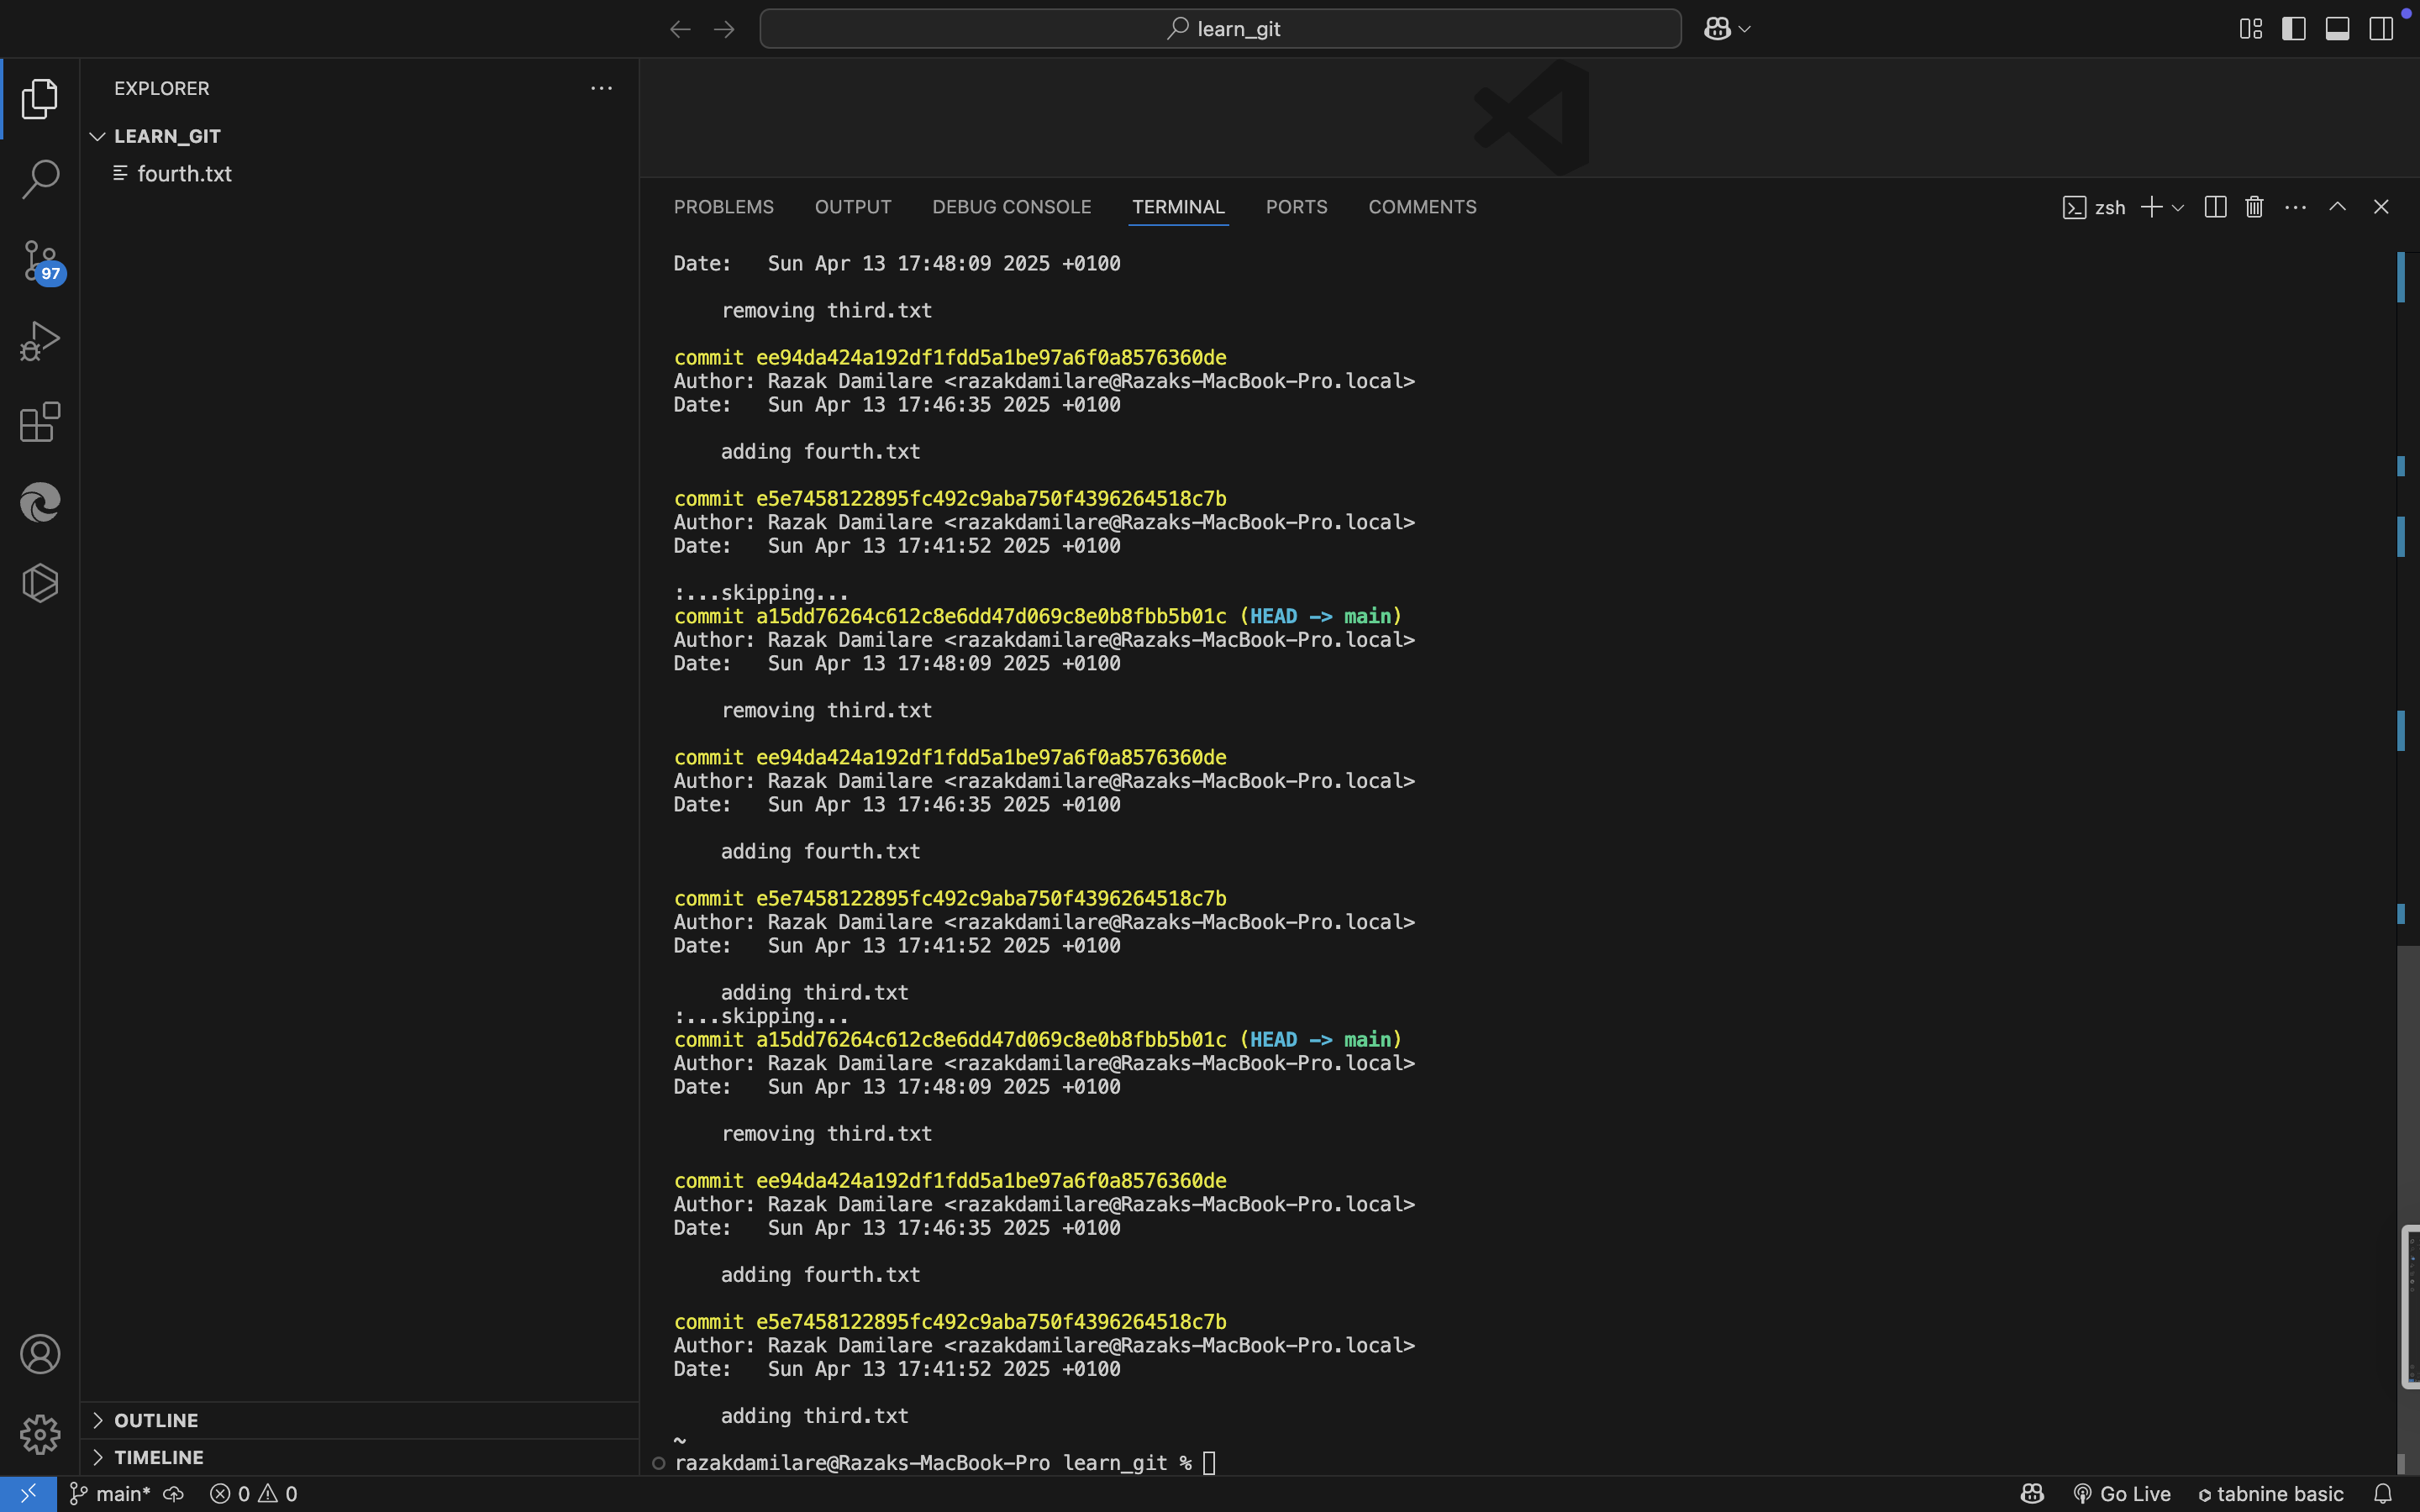 learn_git
EXPLORER
LEARN_GIT
fourth.txt
97
PROBLEMS OUTPUT DEBUG CONSOLE TERMINAL PORTS COMMENTS
zsh
Date:   Sun Apr 13 17:48:09 2025 +0100
removing third.txt
commit ee94da424a192df1fdd5a1be97a6f0a8576360de
Author: Razak Damilare <razakdamilare@Razaks-MacBook-Pro.local>
Date:   Sun Apr 13 17:46:35 2025 +0100
adding fourth.txt
commit e5e7458122895fc492c9aba750f4396264518c7b
Author: Razak Damilare <razakdamilare@Razaks-MacBook-Pro.local>
Date:   Sun Apr 13 17:41:52 2025 +0100
:...skipping...
commit a15dd76264c612c8e6dd47d069c8e0b8fbb5b01c (HEAD -> main)
Author: Razak Damilare <razakdamilare@Razaks-MacBook-Pro.local>
Date:   Sun Apr 13 17:48:09 2025 +0100
removing third.txt
commit ee94da424a192df1fdd5a1be97a6f0a8576360de
Author: Razak Damilare <razakdamilare@Razaks-MacBook-Pro.local>
Date:   Sun Apr 13 17:46:35 2025 +0100
adding fourth.txt
commit e5e7458122895fc492c9aba750f4396264518c7b
Author: Razak Damilare <razakdamilare@Razaks-MacBook-Pro.local>
Date:   Sun Apr 13 17:41:52 2025 +0100
adding third.txt
:...skipping...
commit a15dd76264c612c8e6dd47d069c8e0b8fbb5b01c (HEAD -> main)
Author: Razak Damilare <razakdamilare@Razaks-MacBook-Pro.local>
Date:   Sun Apr 13 17:48:09 2025 +0100
removing third.txt
commit ee94da424a192df1fdd5a1be97a6f0a8576360de
Author: Razak Damilare <razakdamilare@Razaks-MacBook-Pro.local>
Date:   Sun Apr 13 17:46:35 2025 +0100
adding fourth.txt
commit e5e7458122895fc492c9aba750f4396264518c7b
Author: Razak Damilare <razakdamilare@Razaks-MacBook-Pro.local>
Date:   Sun Apr 13 17:41:52 2025 +0100
adding third.txt
~
razakdamilare@Razaks-MacBook-Pro learn_git %
OUTLINE
TIMELINE
main* 0 0
Go Live tabnine basic